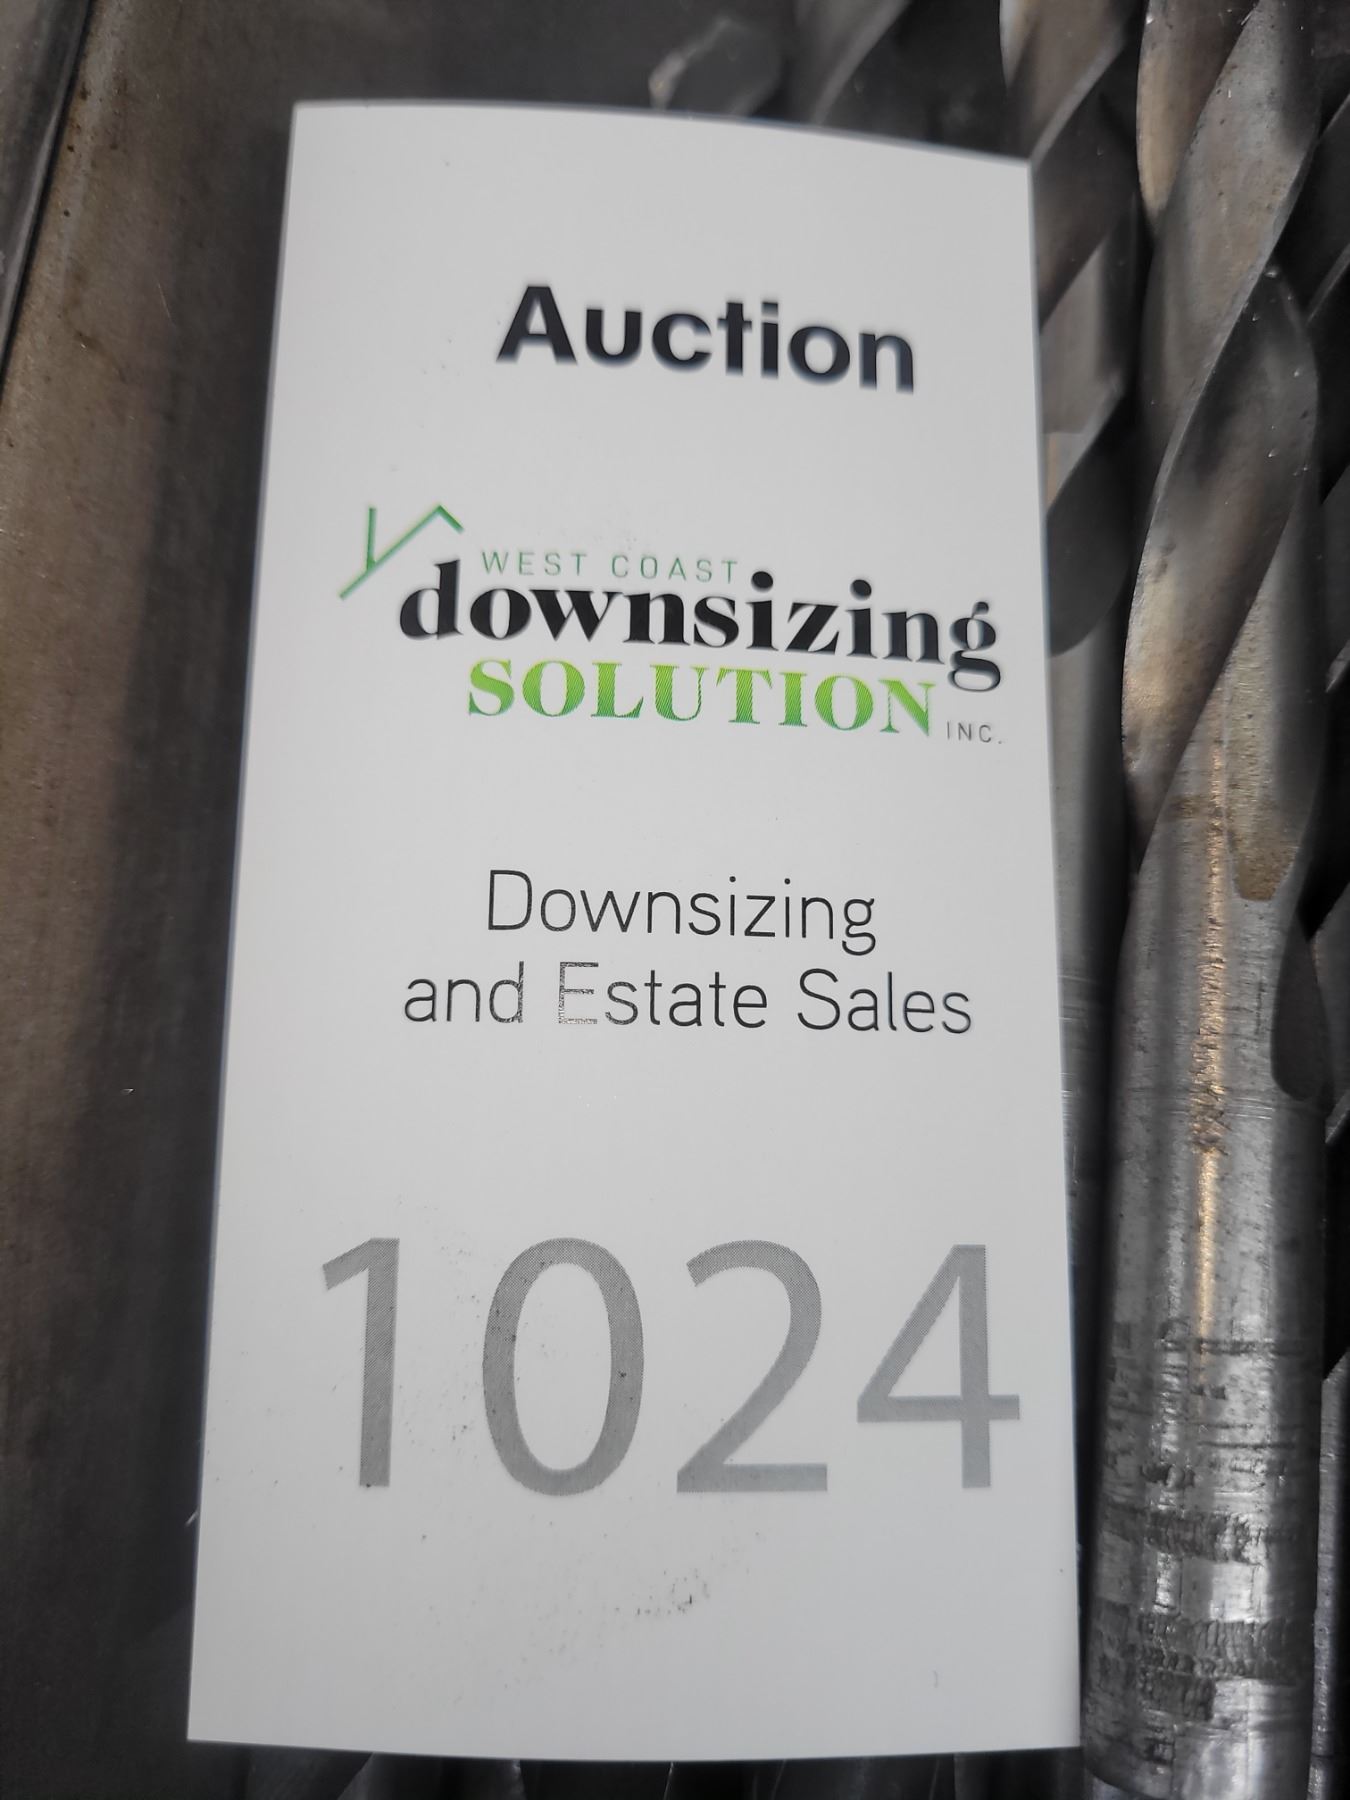 Auction
WEST COAST
downsizing
SOLUTION INC.
Downsizing
and Estate Sales
1024